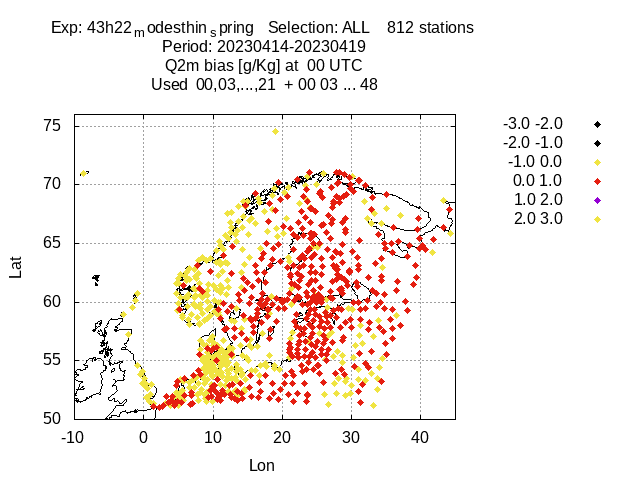 Exp: 43h22modesthinspring   Selection: ALL    812 stations
Period: 20230414-20230419
Q2m bias [g/Kg] at  00 UTC
Used  00,03,...,21  + 00 03 ... 48
-3.0 -2.0
-2.0 -1.0
-1.0 0.0
0.0 1.0
1.0 2.0
2.0 3.0
75
70
65
60
55
50
Lat
-10 0 10 20 30 40
Lon